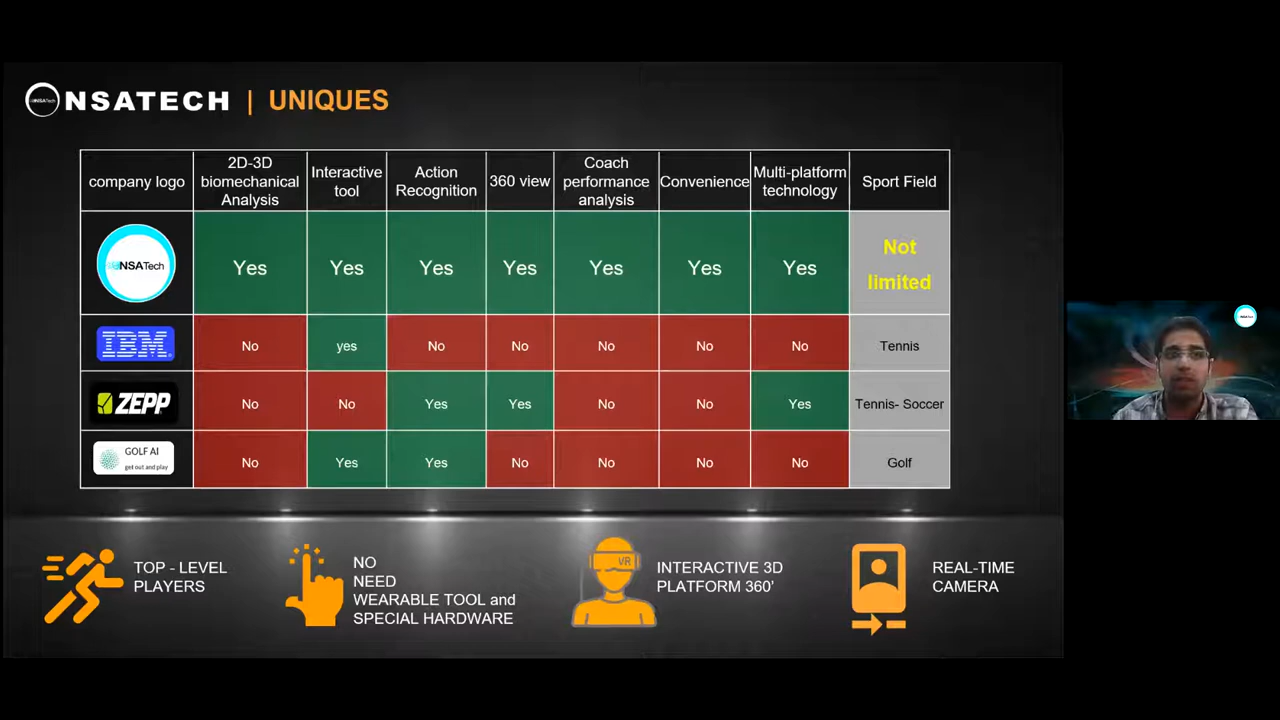 NSATECH | UNIQUES
company logo
2D-3D
biomechanical
Analysis
Interactive
tool
Action
Recognition
360 view
Coach
performance
analysis
Convenience
Multi-platform
technology
Sport Field
NSATech
Yes
Yes
Yes
Yes
Yes
Yes
Yes
Not
limited
IBM
No
yes
No
No
No
No
No
Tennis
ZEPP
No
No
Yes
Yes
No
No
Yes
Tennis- Soccer
GOLF AI
get out and play
No
Yes
Yes
No
No
No
No
Golf
TOP - LEVEL
PLAYERS
NO
NEED
WEARABLE TOOL and
SPECIAL HARDWARE
VR
INTERACTIVE 3D
PLATFORM 360'
REAL-TIME
CAMERA